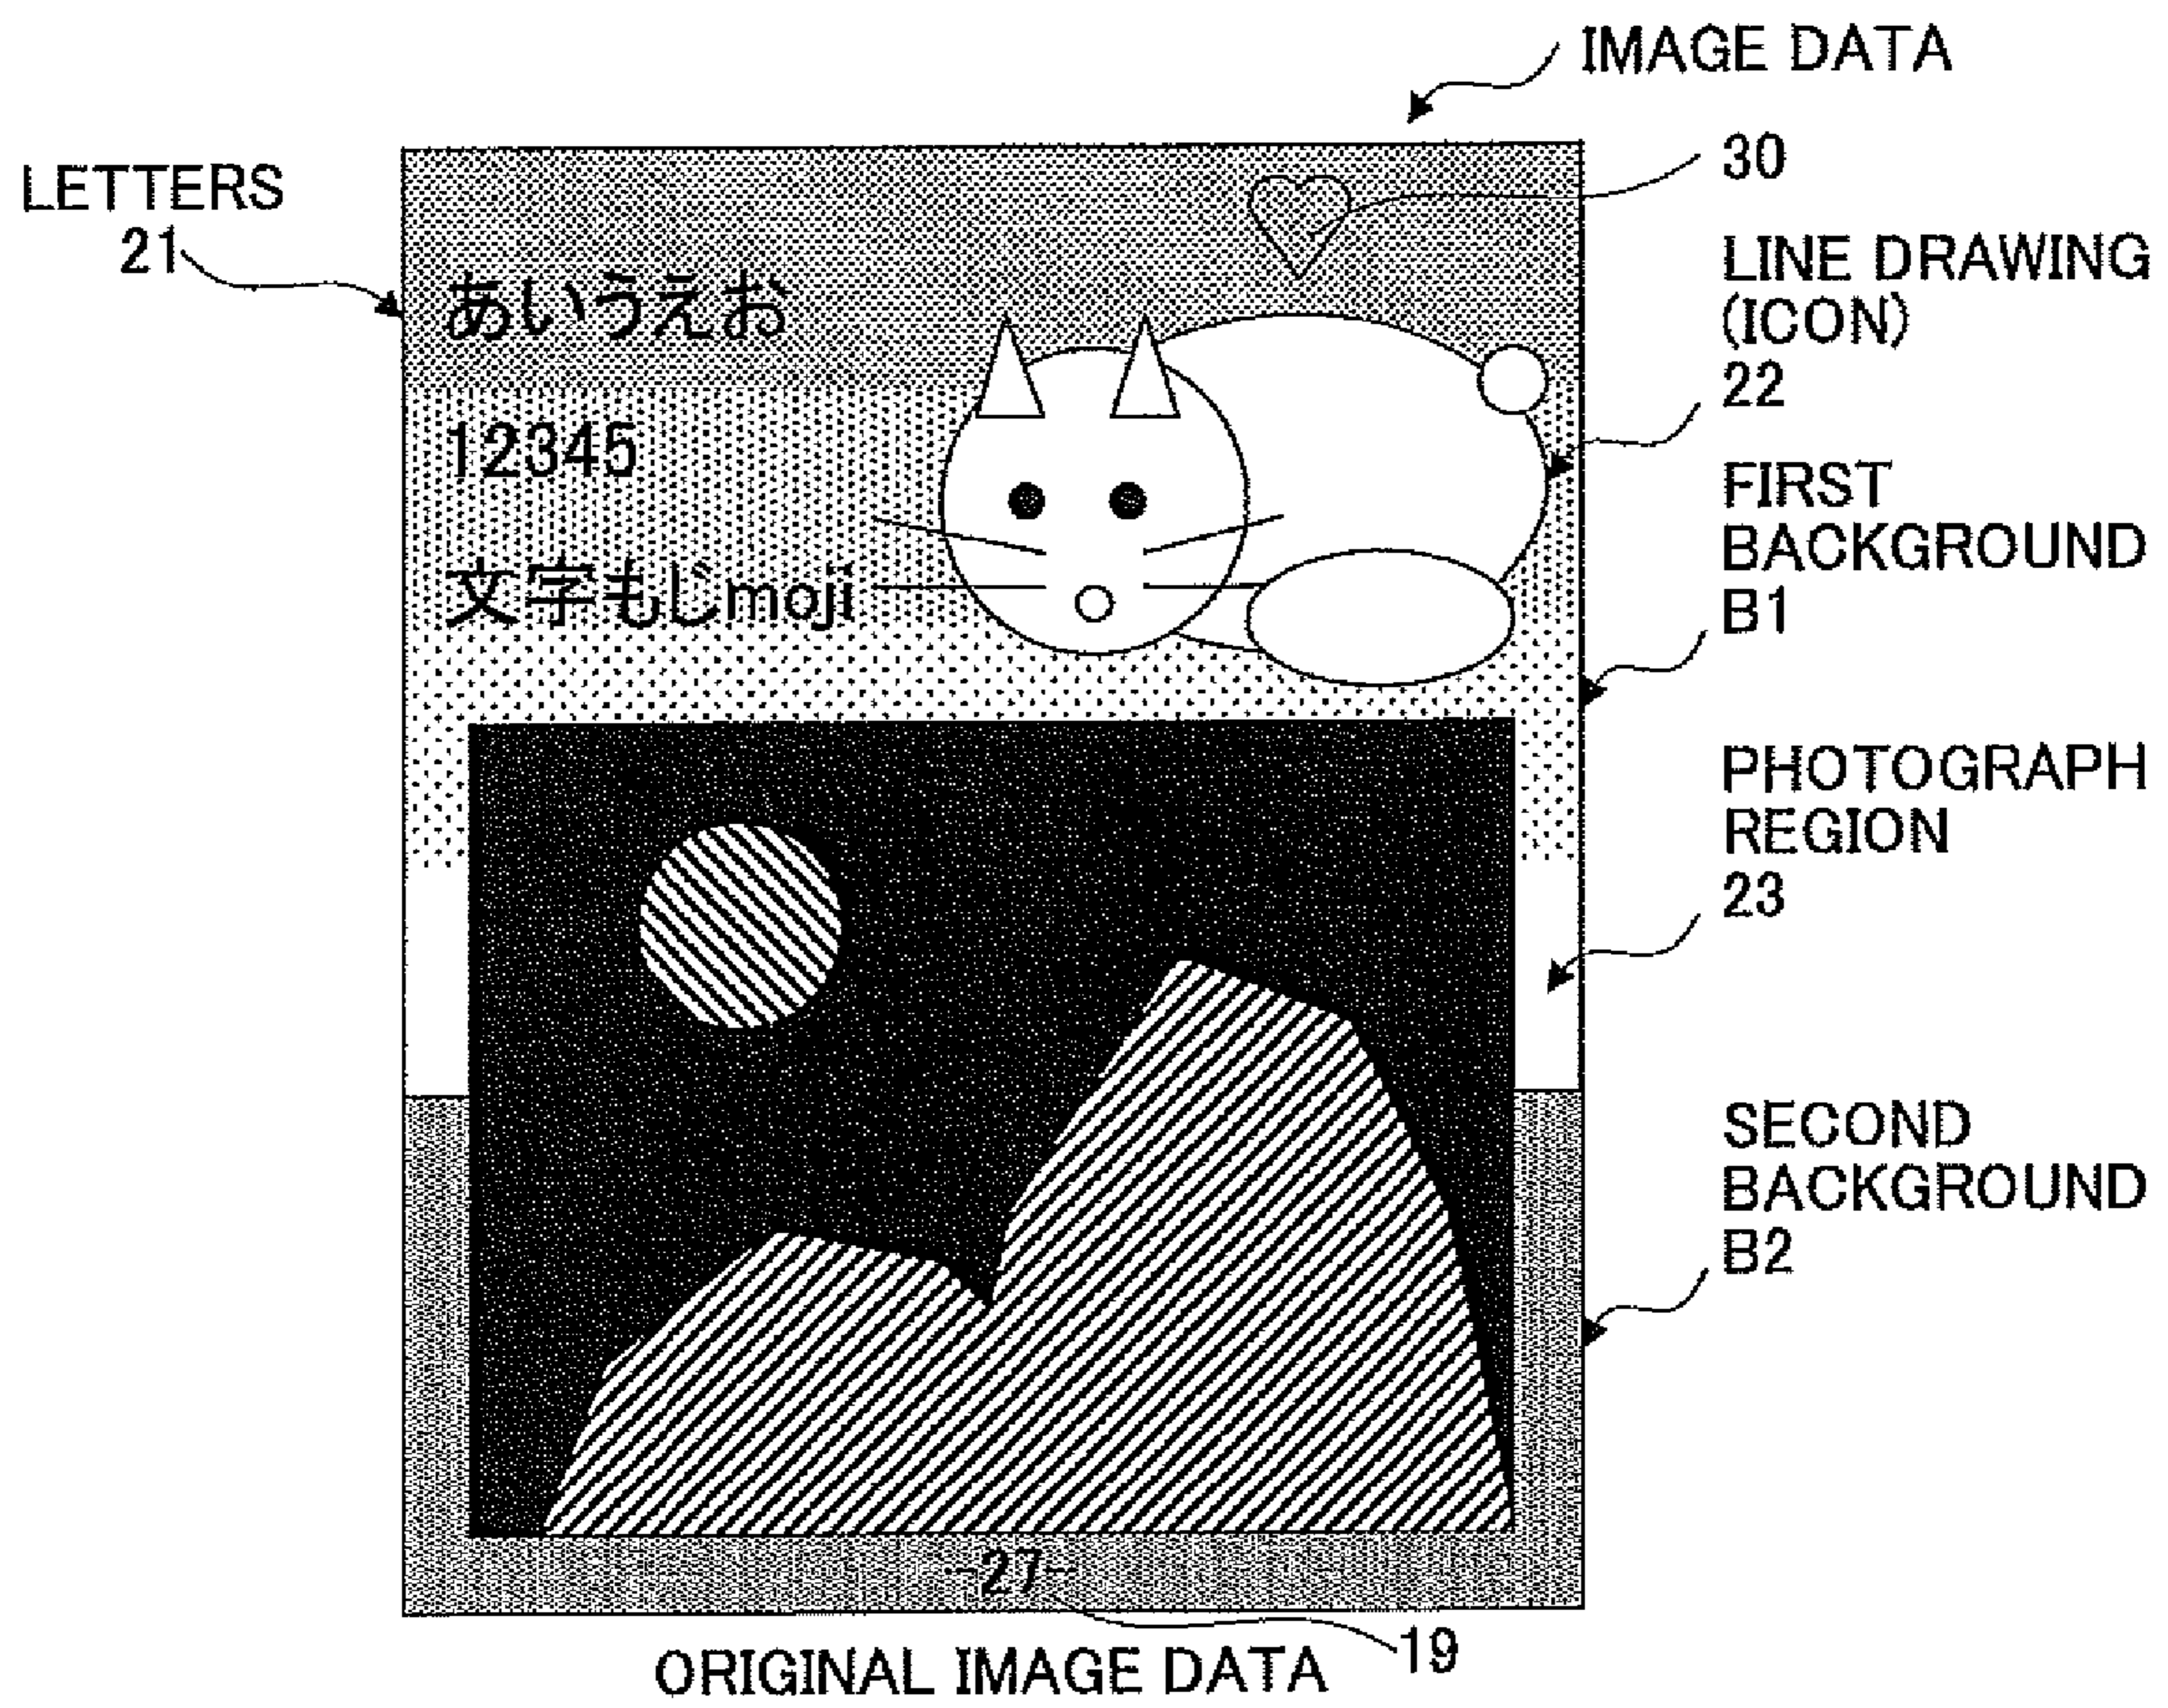 IMAGE DATA
30
LETTERS
21
LINE DRAWING
(ICON)
22
あいうえお
12345
文字もじmoji
FIRST
BACKGROUND
B1
PHOTOGRAPH
REGION
23
SECOND
BACKGROUND
B2
-27-
19
ORIGINAL IMAGE DATA